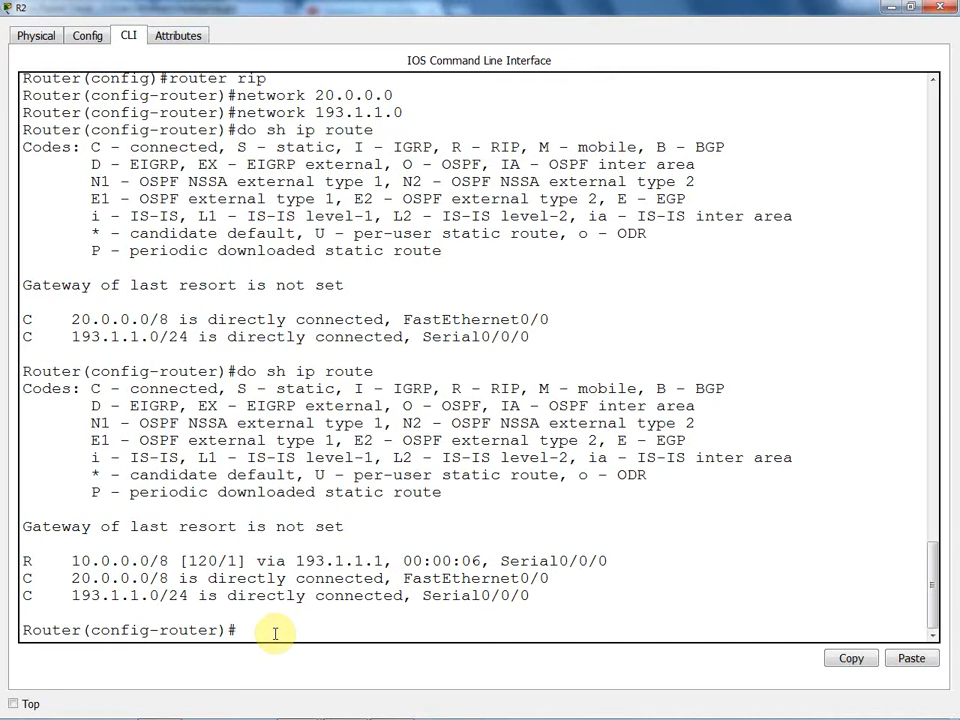 R2
Physical
Config
CLI
Attributes
IOS Command Line Interface
Router(config)#router rip
Router(config-router)#network 20.0.0.0
Router(config-router)#network 193.1.1.0
Router(config-router)#do sh ip route
Codes: C - connected, S - static, I - IGRP, R - RIP, M - mobile, B - BGP
D - EIGRP, EX - EIGRP external, O - OSPF, IA - OSPF inter area
N1 - OSPF NSSA external type 1, N2 - OSPF NSSA external type 2
E1 - OSPF external type 1, E2 - OSPF external type 2, E - EGP
i - IS-IS, L1 - IS-IS level-1, L2 - IS-IS level-2, ia - IS-IS inter area
* - candidate default, U - per-user static route, o - ODR
P - periodic downloaded static route
Gateway of last resort is not set
C 20.0.0.0/8 is directly connected, FastEthernet0/0
C 193.1.1.0/24 is directly connected, Serial0/0/0
Router(config-router)#do sh ip route
Codes: C - connected, S - static, I - IGRP, R - RIP, M - mobile, B - BGP
D - EIGRP, EX - EIGRP external, O - OSPF, IA - OSPF inter area
N1 - OSPF NSSA external type 1, N2 - OSPF NSSA external type 2
E1 - OSPF external type 1, E2 - OSPF external type 2, E - EGP
i - IS-IS, L1 - IS-IS level-1, L2 - IS-IS level-2, ia - IS-IS inter area
* - candidate default, U - per-user static route, o - ODR
P - periodic downloaded static route
Gateway of last resort is not set
R 10.0.0.0/8 [120/1] via 193.1.1.1, 00:00:06, Serial0/0/0
C 20.0.0.0/8 is directly connected, FastEthernet0/0
C 193.1.1.0/24 is directly connected, Serial0/0/0
Router(config-router)#
Copy
Paste
Top